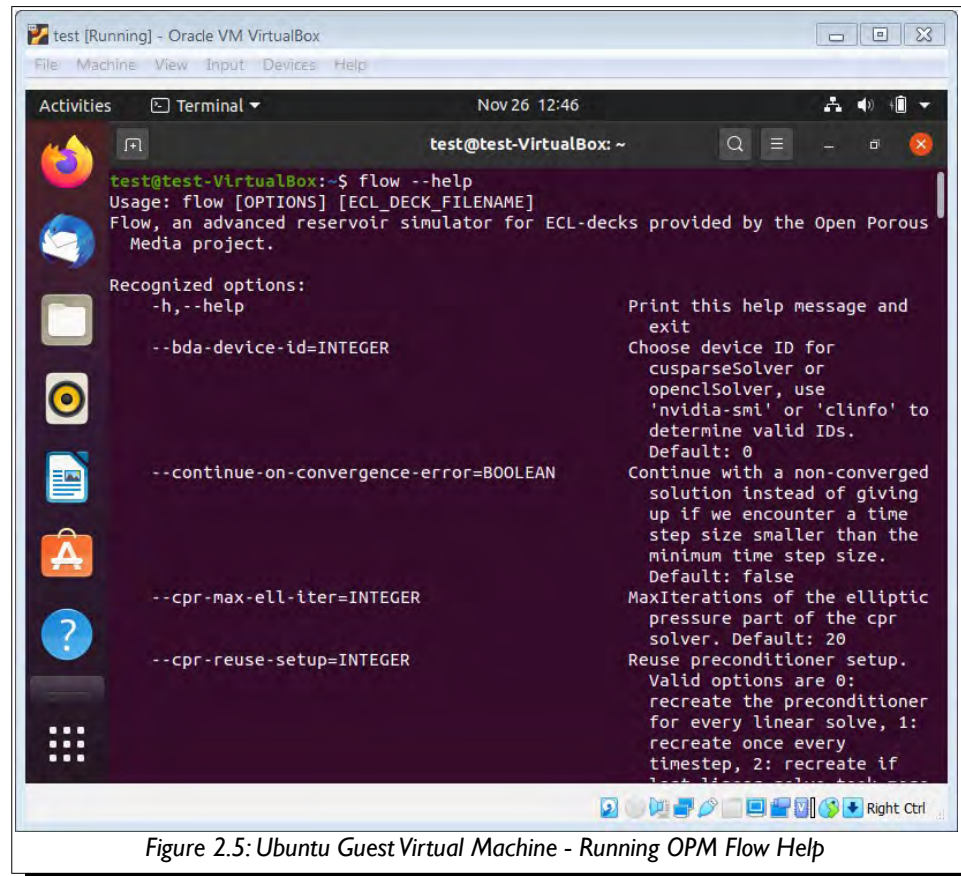 test [Running] - Oracle VM VirtualBox
File Machine View Input Devices Help
Activities Terminal Nov 26 12:46
test@test-VirtualBox: ~
test@test-VirtualBox:~$ flow --help
Usage: flow [OPTIONS] [ECL_DECK_FILENAME]
Flow, an advanced reservoir simulator for ECL-decks provided by the Open Porous
Media project.
Recognized options:
-h,--help Print this help message and
exit
--bda-device-id=INTEGER Choose device ID for
cusparseSolver or
openclSolver, use
'nvidia-smi' or 'clinfo' to
determine valid IDs.
Default: 0
--continue-on-convergence-error=BOOLEAN Continue with a non-converged
solution instead of giving
up if we encounter a time
step size smaller than the
minimum time step size.
Default: false
--cpr-max-ell-iter=INTEGER MaxIterations of the elliptic
pressure part of the cpr
solver. Default: 20
--cpr-reuse-setup=INTEGER Reuse preconditioner setup.
Valid options are 0:
recreate the preconditioner
for every linear solve, 1:
recreate once every
timestep, 2: recreate if
Right Ctrl
Figure 2.5: Ubuntu Guest Virtual Machine - Running OPM Flow Help